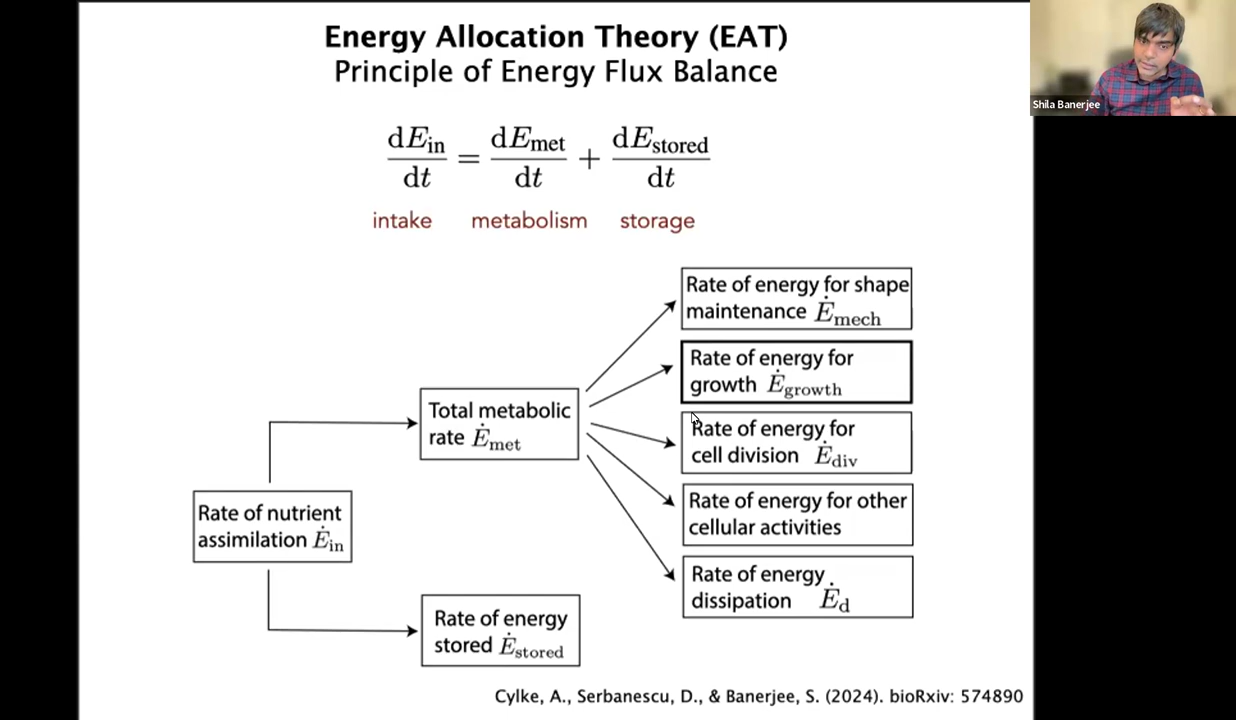 Energy Allocation Theory (EAT)
Principle of Energy Flux Balance
dE_in/dt = dE_met/dt + dE_stored/dt
intake metabolism storage
Shila Banerjee
Rate of energy for shape
maintenance Ė_mech
Rate of energy for
growth Ė_growth
Rate of energy for
cell division Ė_div
Rate of energy for other
cellular activities
Rate of energy
dissipation Ė_d
Total metabolic
rate Ė_met
Rate of nutrient
assimilation Ė_in
Rate of energy
stored Ė_stored
Cylke, A., Serbanescu, D., & Banerjee, S. (2024). bioRxiv: 574890